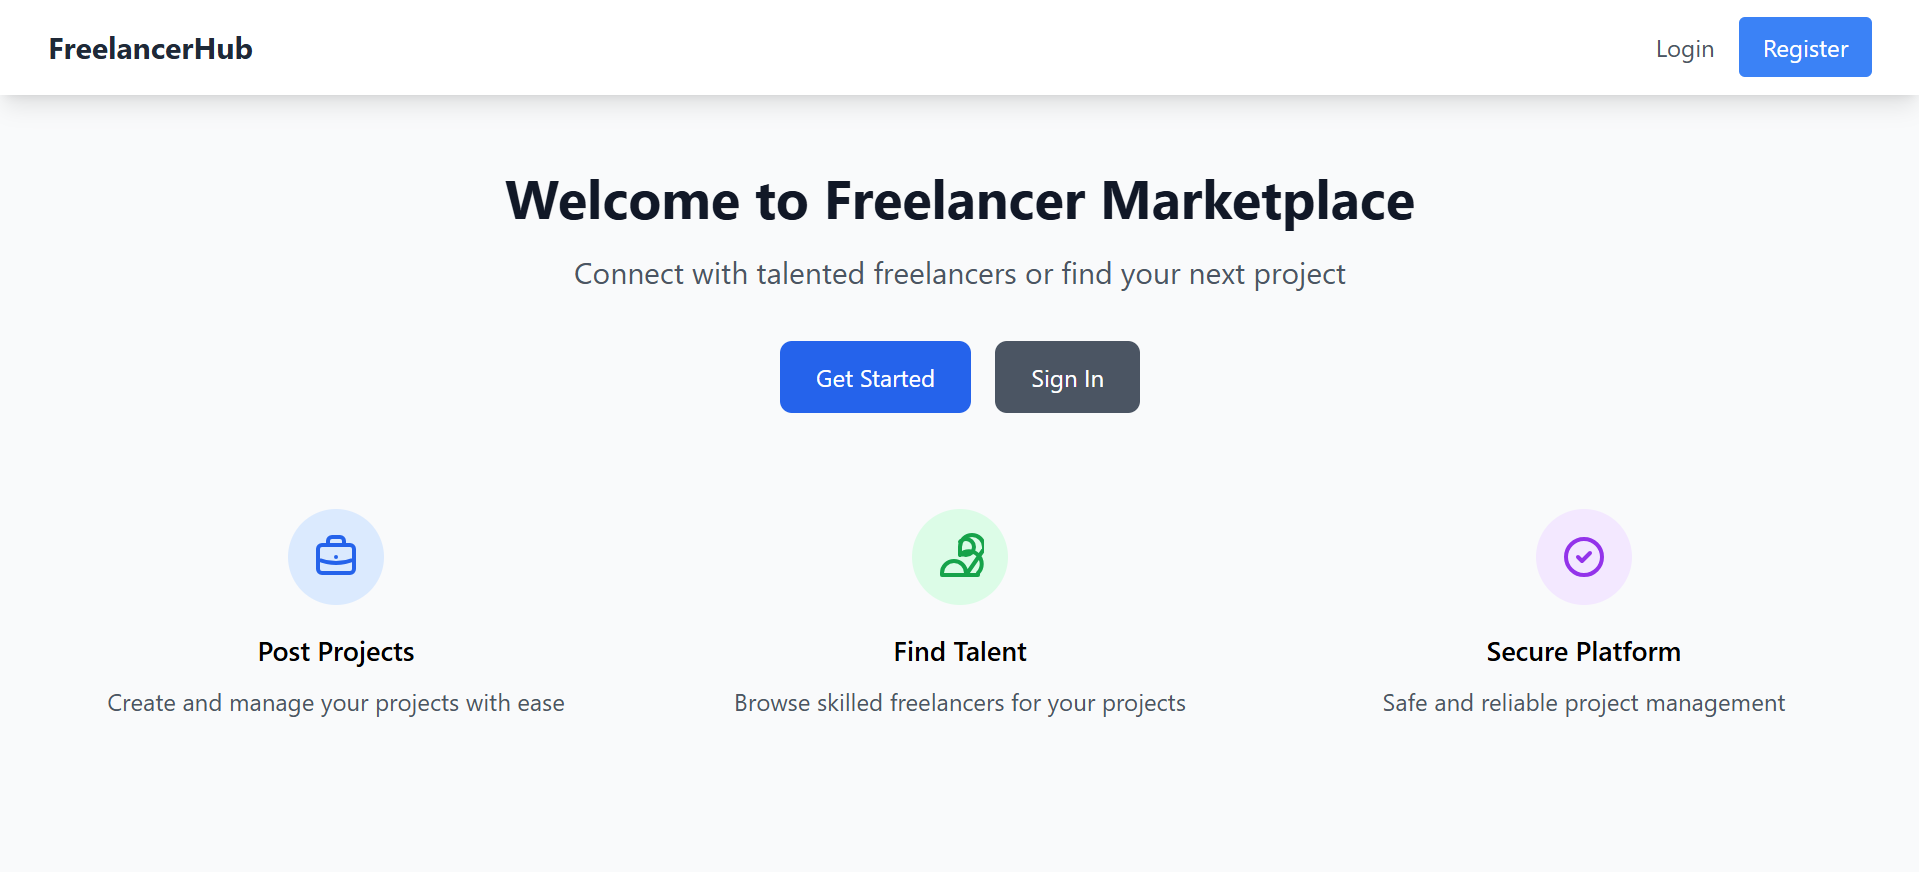 FreelancerHub
Login
Register
Welcome to Freelancer Marketplace
Connect with talented freelancers or find your next project
Get Started
Sign In
Post Projects
Create and manage your projects with ease
Find Talent
Browse skilled freelancers for your projects
Secure Platform
Safe and reliable project management